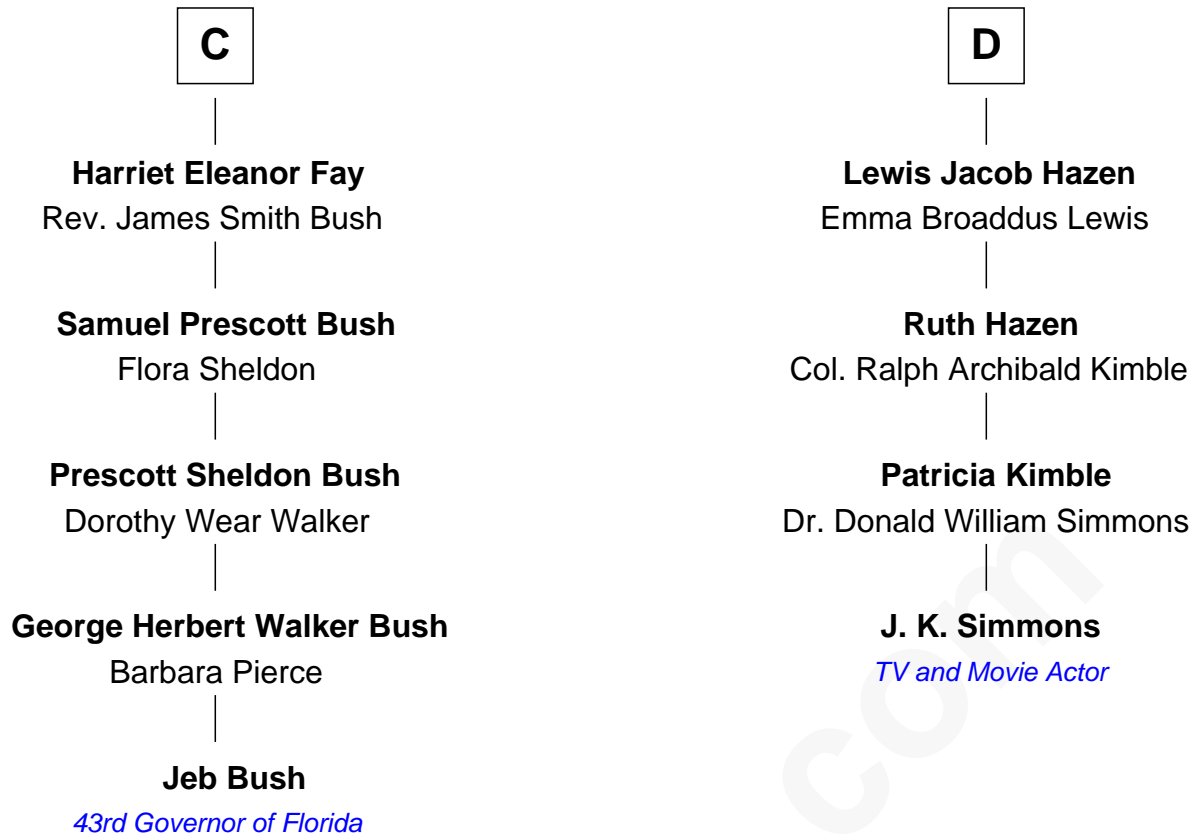 C
Harriet Eleanor Fay
Rev. James Smith Bush
Samuel Prescott Bush
Flora Sheldon
Prescott Sheldon Bush
Dorothy Wear Walker
George Herbert Walker Bush
Barbara Pierce
Jeb Bush
43rd Governor of Florida
D
Lewis Jacob Hazen
Emma Broaddus Lewis
Ruth Hazen
Col. Ralph Archibald Kimble
Patricia Kimble
Dr. Donald William Simmons
J. K. Simmons
TV and Movie Actor
com